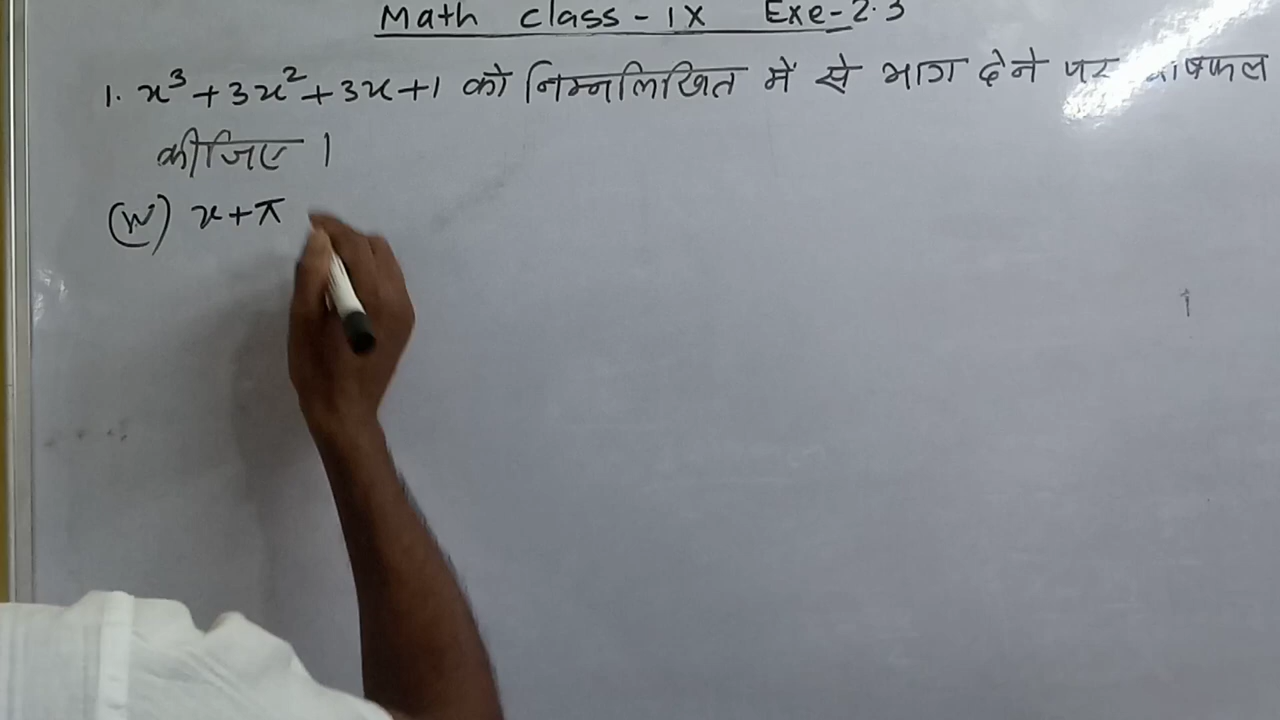 Math class - IX Exe-2.3
1. x³ + 3x² + 3x + 1 को निम्नलिखित में से भाग देने पर
कीजिए ।
(iv) x + π